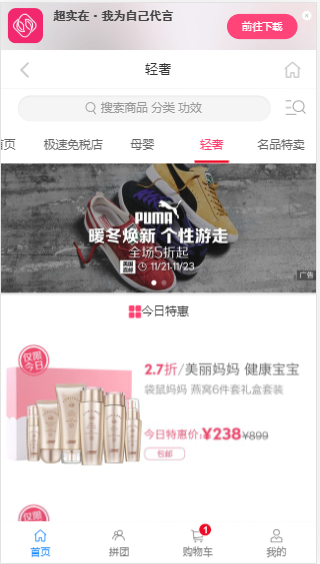 超实在·我为自己代言
前往下载
轻奢
搜索商品 分类 功效
首页 极速免税店 母婴 轻奢 名品特卖
PUMA
暖冬焕新 个性游走
全场5折起
11/21-11/23
广告
今日特惠
仅限
今日
2.7折/美丽妈妈 健康宝宝
袋鼠妈妈 燕窝6件套礼盒套装
今日特惠价:¥238 ¥899
包邮
仅限
首页 拼团 购物车 1 我的